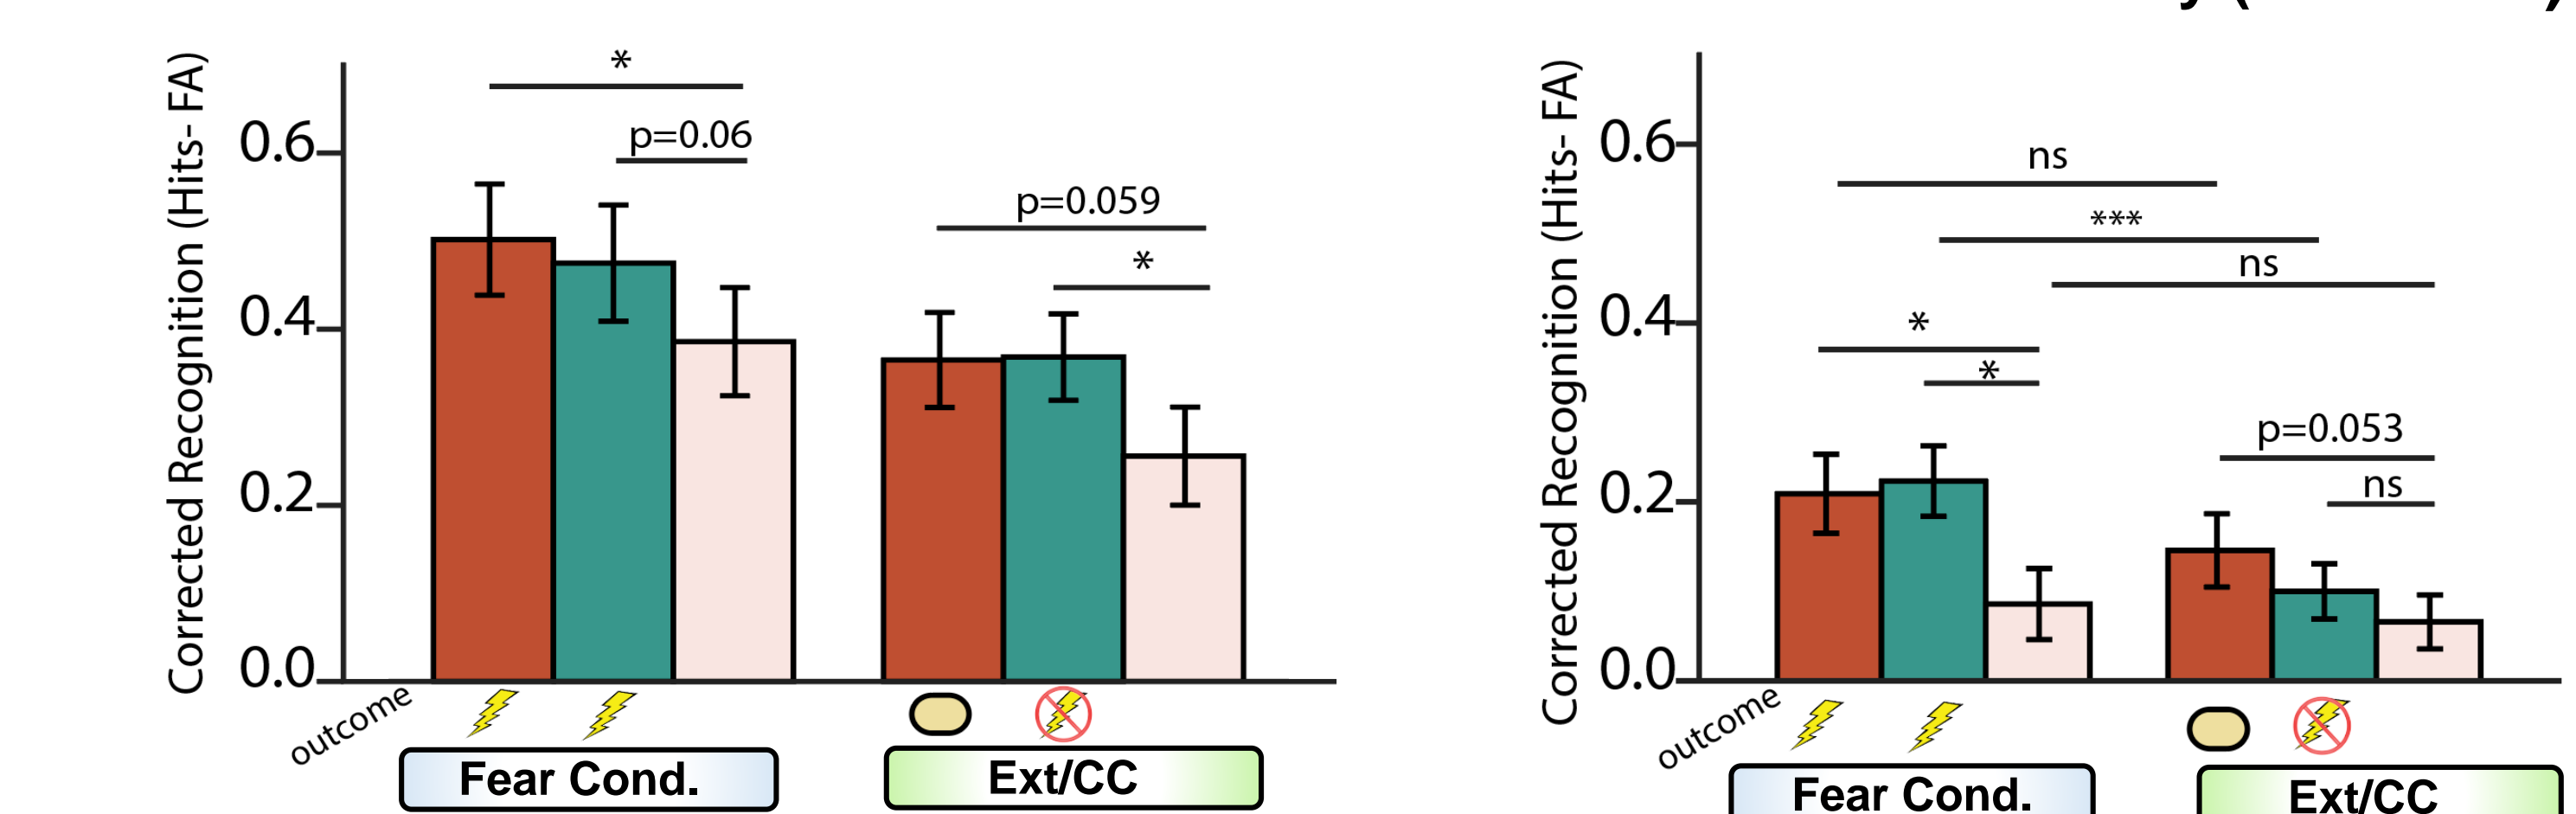 Corrected Recognition (Hits- FA)
0.6
0.4
0.2
0.0
*
p=0.06
p=0.059
*
outcome
Fear Cond.
Ext/CC
Corrected Recognition (Hits- FA)
0.6
0.4
0.2
0.0
ns
***
ns
*
*
p=0.053
ns
outcome
Fear Cond.
Ext/CC